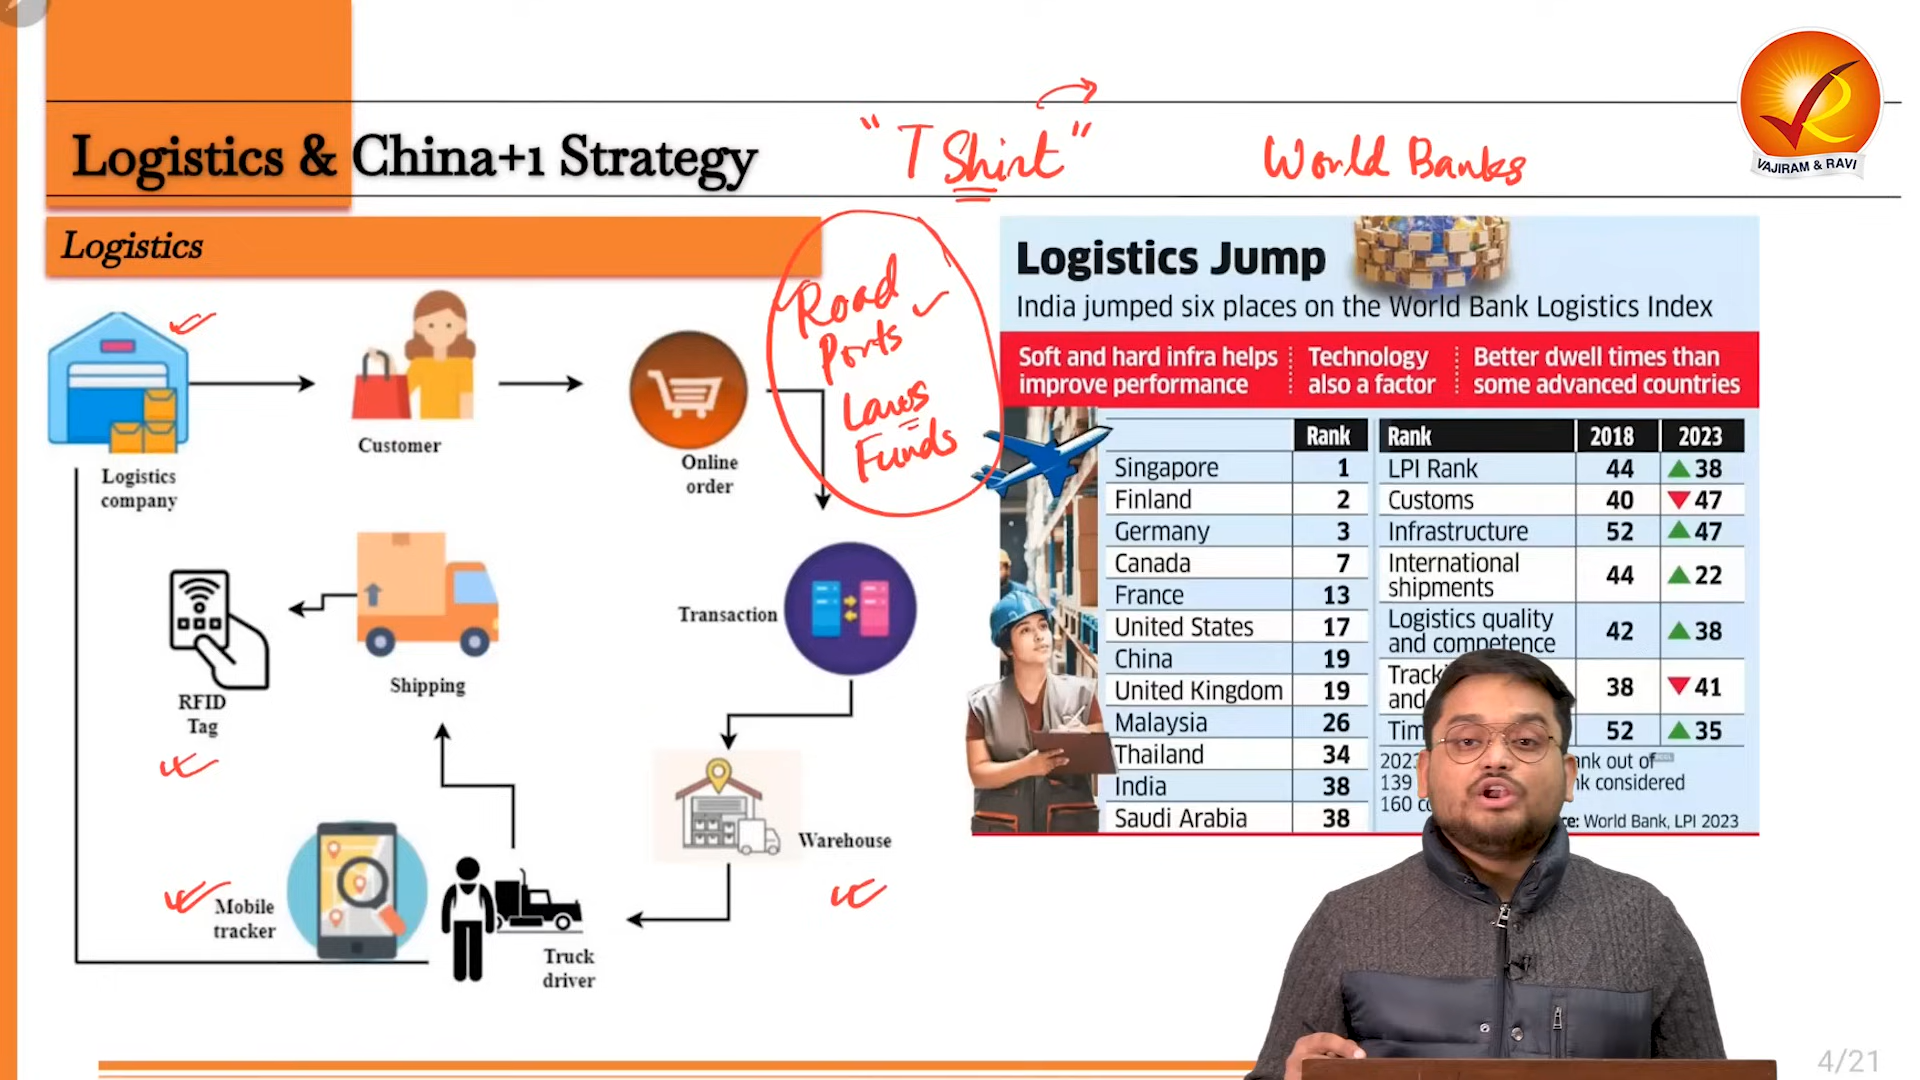 Logistics & China+1 Strategy
"T Shirt"
World Banks
VAJIRAM & RAVI
Logistics
Road
Ports
Laws
Funds
Logistics
company
Customer
Online
order
Transaction
Warehouse
Truck
driver
Shipping
RFID
Tag
Mobile
tracker
Logistics Jump
India jumped six places on the World Bank Logistics Index
Soft and hard infra helps
improve performance
Technology
also a factor
Better dwell times than
some advanced countries
Rank
Singapore 1
Finland 2
Germany 3
Canada 7
France 13
United States 17
China 19
United Kingdom 19
Malaysia 26
Thailand 34
India 38
Saudi Arabia 38
Rank 2018 2023
LPI Rank 44 38
Customs 40 47
Infrastructure 52 47
International
shipments 44 22
Logistics quality
and competence 42 38
and 38 41
52 35
out of
139 considered
160
World Bank, LPI 2023
4/21